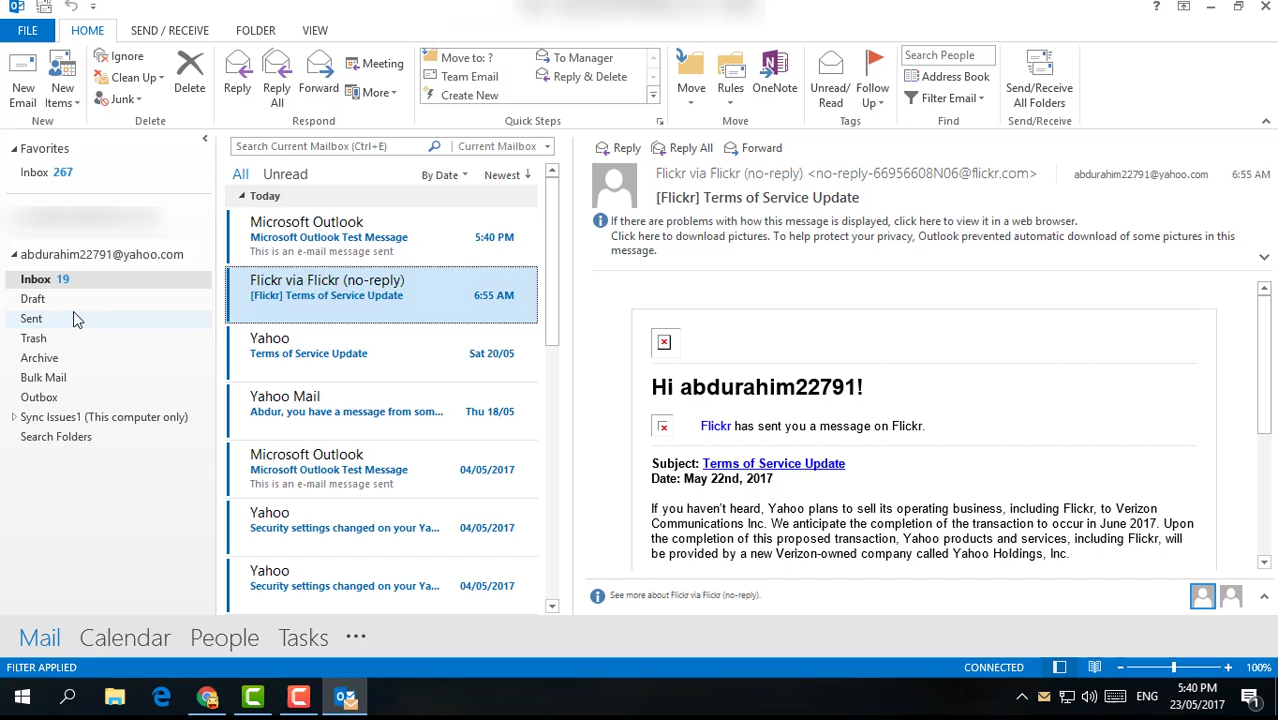 FILE HOME SEND / RECEIVE FOLDER VIEW
New Email
New Items
Ignore
Clean Up
Junk
Delete
Reply
Reply All
Forward
Meeting
More
Move to: ?
Team Email
Create New
To Manager
Reply & Delete
Move
Rules
OneNote
Unread/ Read
Follow Up
Search People
Address Book
Filter Email
Send/Receive All Folders
New Delete Respond Quick Steps Move Tags Find Send/Receive
Favorites
Inbox 267
abdurahim22791@yahoo.com
Inbox 19
Draft
Sent
Trash
Archive
Bulk Mail
Outbox
Sync Issues1 (This computer only)
Search Folders
Search Current Mailbox (Ctrl+E) Current Mailbox
All Unread By Date Newest
Today
Microsoft Outlook
Microsoft Outlook Test Message 5:40 PM
This is an e-mail message sent
Flickr via Flickr (no-reply)
[Flickr] Terms of Service Update 6:55 AM
Yahoo
Terms of Service Update Sat 20/05
Yahoo Mail
Abdur, you have a message from som... Thu 18/05
Microsoft Outlook
Microsoft Outlook Test Message 04/05/2017
This is an e-mail message sent
Yahoo
Security settings changed on your Ya... 04/05/2017
Yahoo
Security settings changed on your Ya... 04/05/2017
Reply Reply All Forward
Flickr via Flickr (no-reply) <no-reply-66956608N06@flickr.com> abdurahim22791@yahoo.com 6:55 AM
[Flickr] Terms of Service Update
If there are problems with how this message is displayed, click here to view it in a web browser.
Click here to download pictures. To help protect your privacy, Outlook prevented automatic download of some pictures in this
message.
Hi abdurahim22791!
Flickr has sent you a message on Flickr.
Subject: Terms of Service Update
Date: May 22nd, 2017
If you haven't heard, Yahoo plans to sell its operating business, including Flickr, to Verizon
Communications Inc. We anticipate the completion of the transaction to occur in June 2017. Upon
the completion of this proposed transaction, Yahoo products and services, including Flickr, will
be provided by a new Verizon-owned company called Yahoo Holdings, Inc.
See more about Flickr via Flickr (no-reply).
Mail Calendar People Tasks •••
FILTER APPLIED CONNECTED 100%
ENG
5:40 PM
23/05/2017